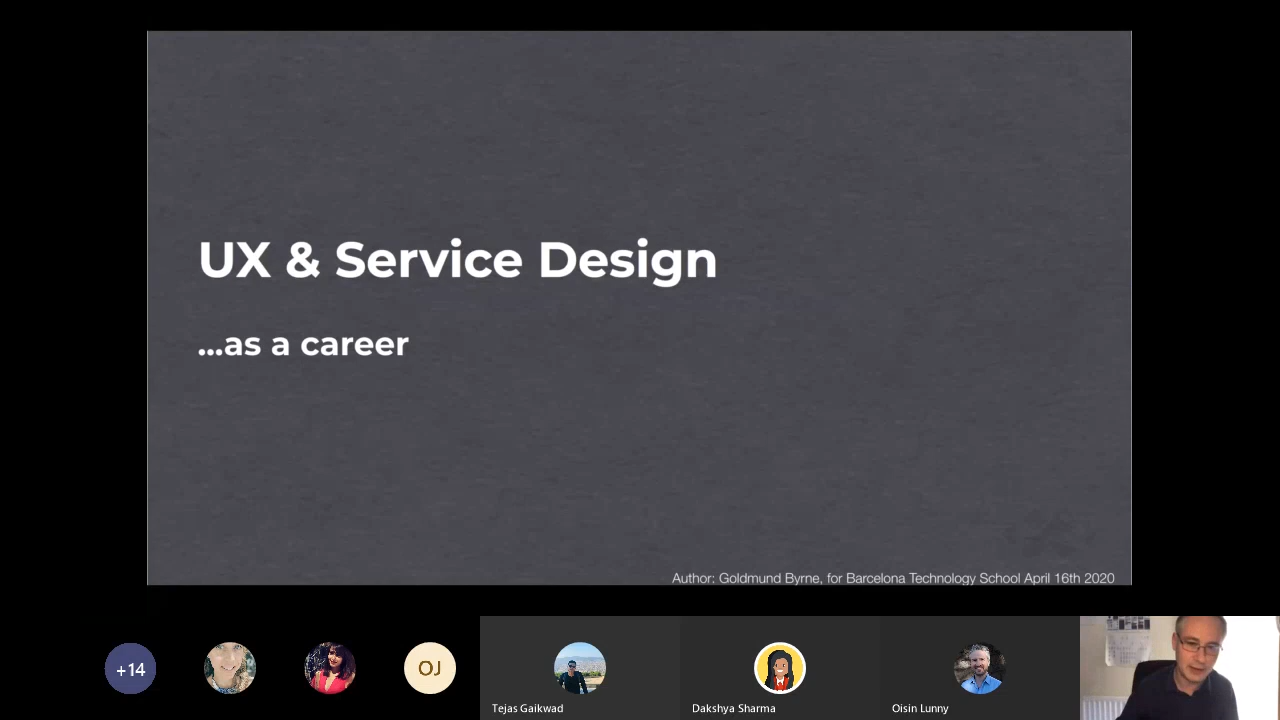 UX & Service Design
...as a career
Author: Goldmund Byrne, for Barcelona Technology School April 16th 2020
+14
OJ
Tejas Gaikwad
Dakshya Sharma
Oisin Lunny